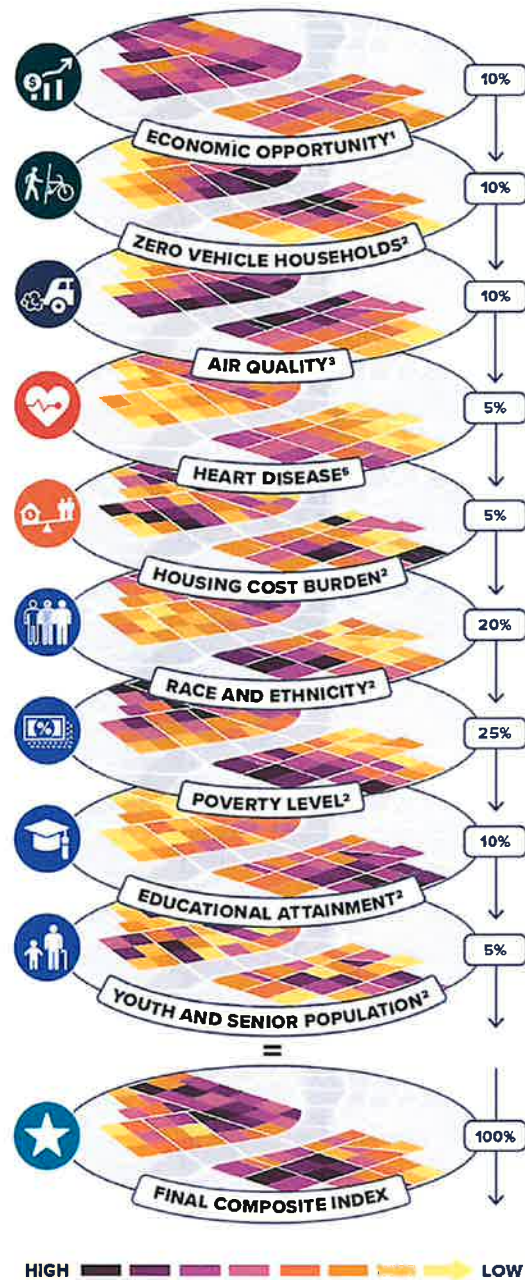 10%
ECONOMIC OPPORTUNITY¹
10%
ZERO VEHICLE HOUSEHOLDS²
10%
AIR QUALITY³
5%
HEART DISEASE⁵
5%
HOUSING COST BURDEN²
20%
RACE AND ETHNICITY²
25%
POVERTY LEVEL²
10%
EDUCATIONAL ATTAINMENT²
5%
YOUTH AND SENIOR POPULATION²
=
100%
FINAL COMPOSITE INDEX
HIGH LOW